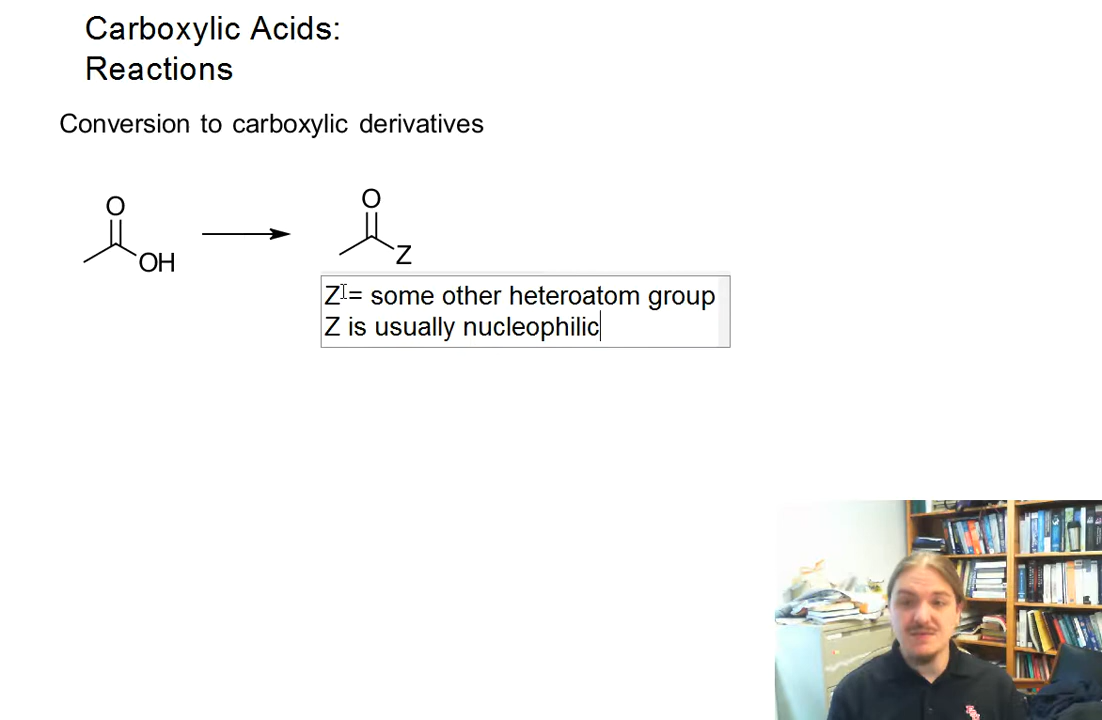 Carboxylic Acids:
Reactions
Conversion to carboxylic derivatives
O
OH
O
Z
Z = some other heteroatom group
Z is usually nucleophilic